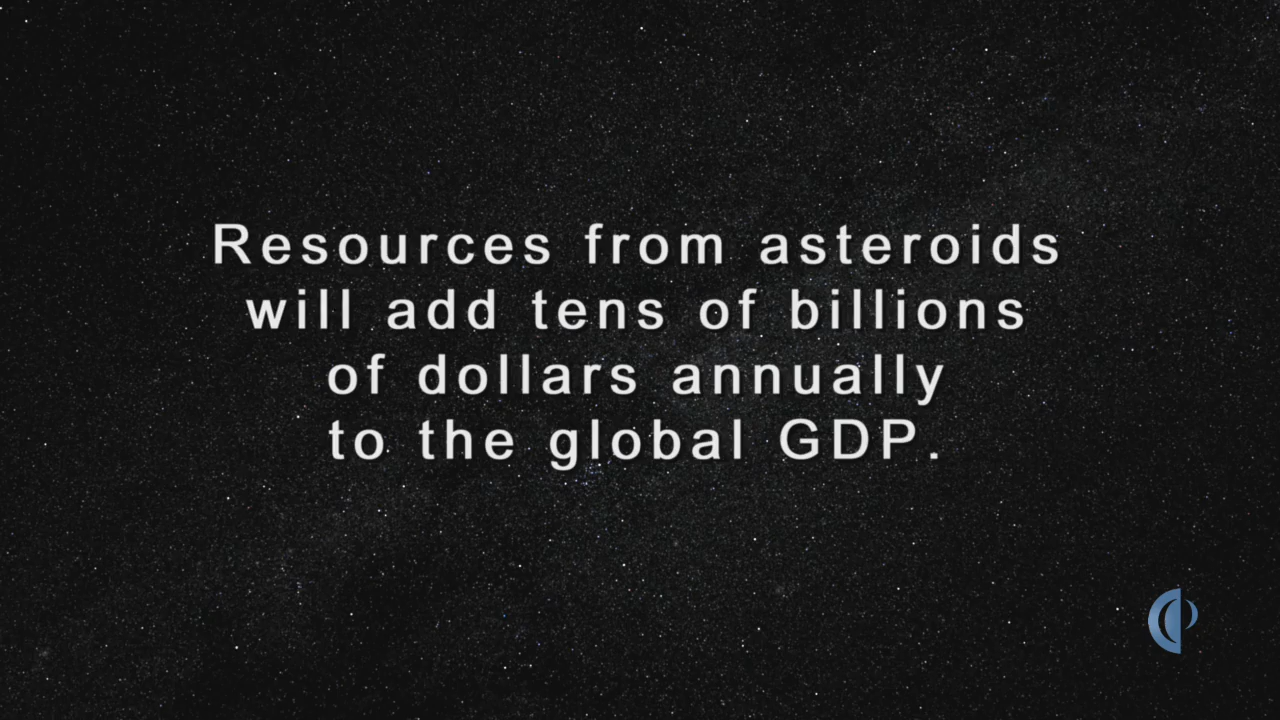 Resources from asteroids
will add tens of billions
of dollars annually
to the global GDP.